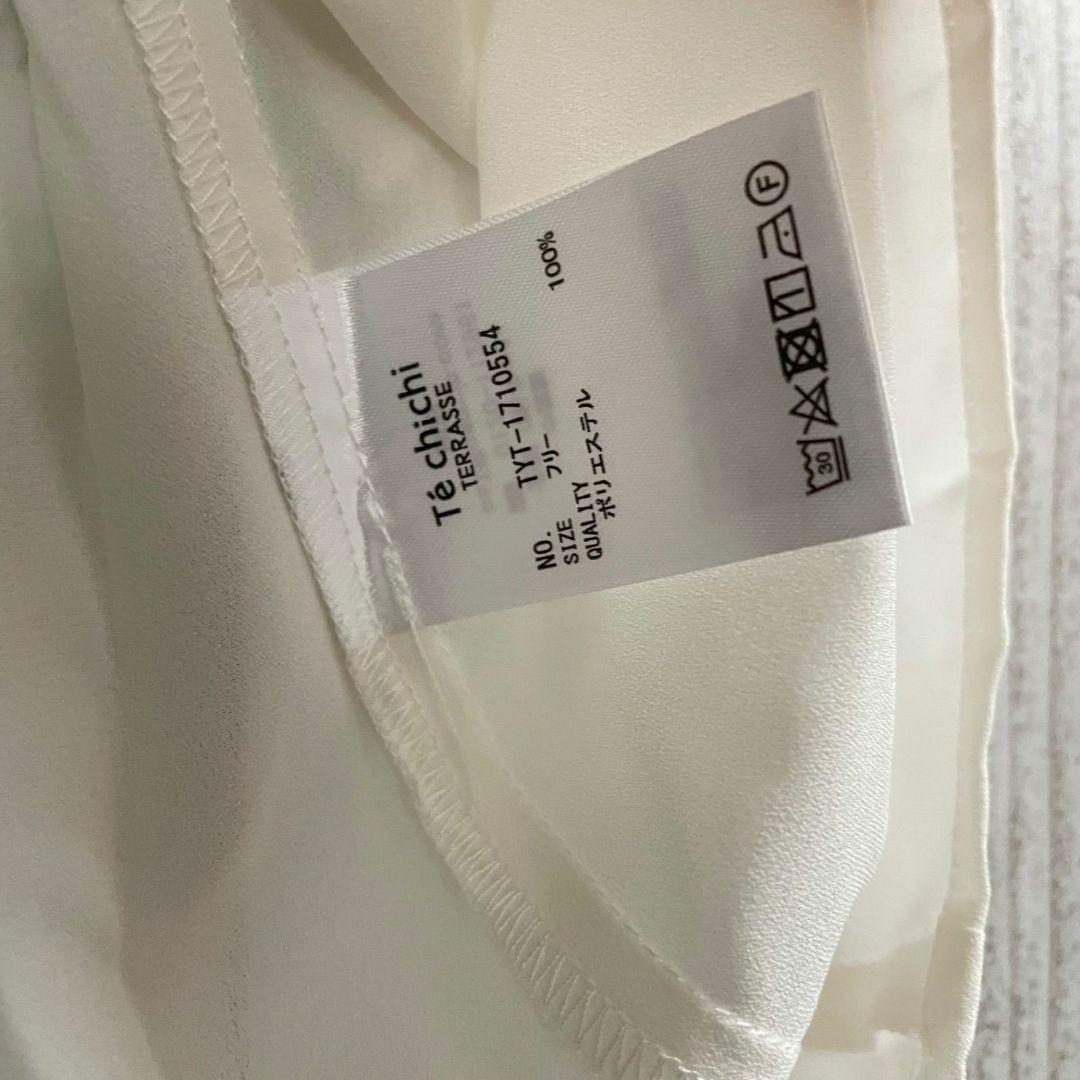 Té chichi
TERRASSE
NO. TYT-1710554
SIZE フリー
QUALITY
ポリエステル 100%
30
F